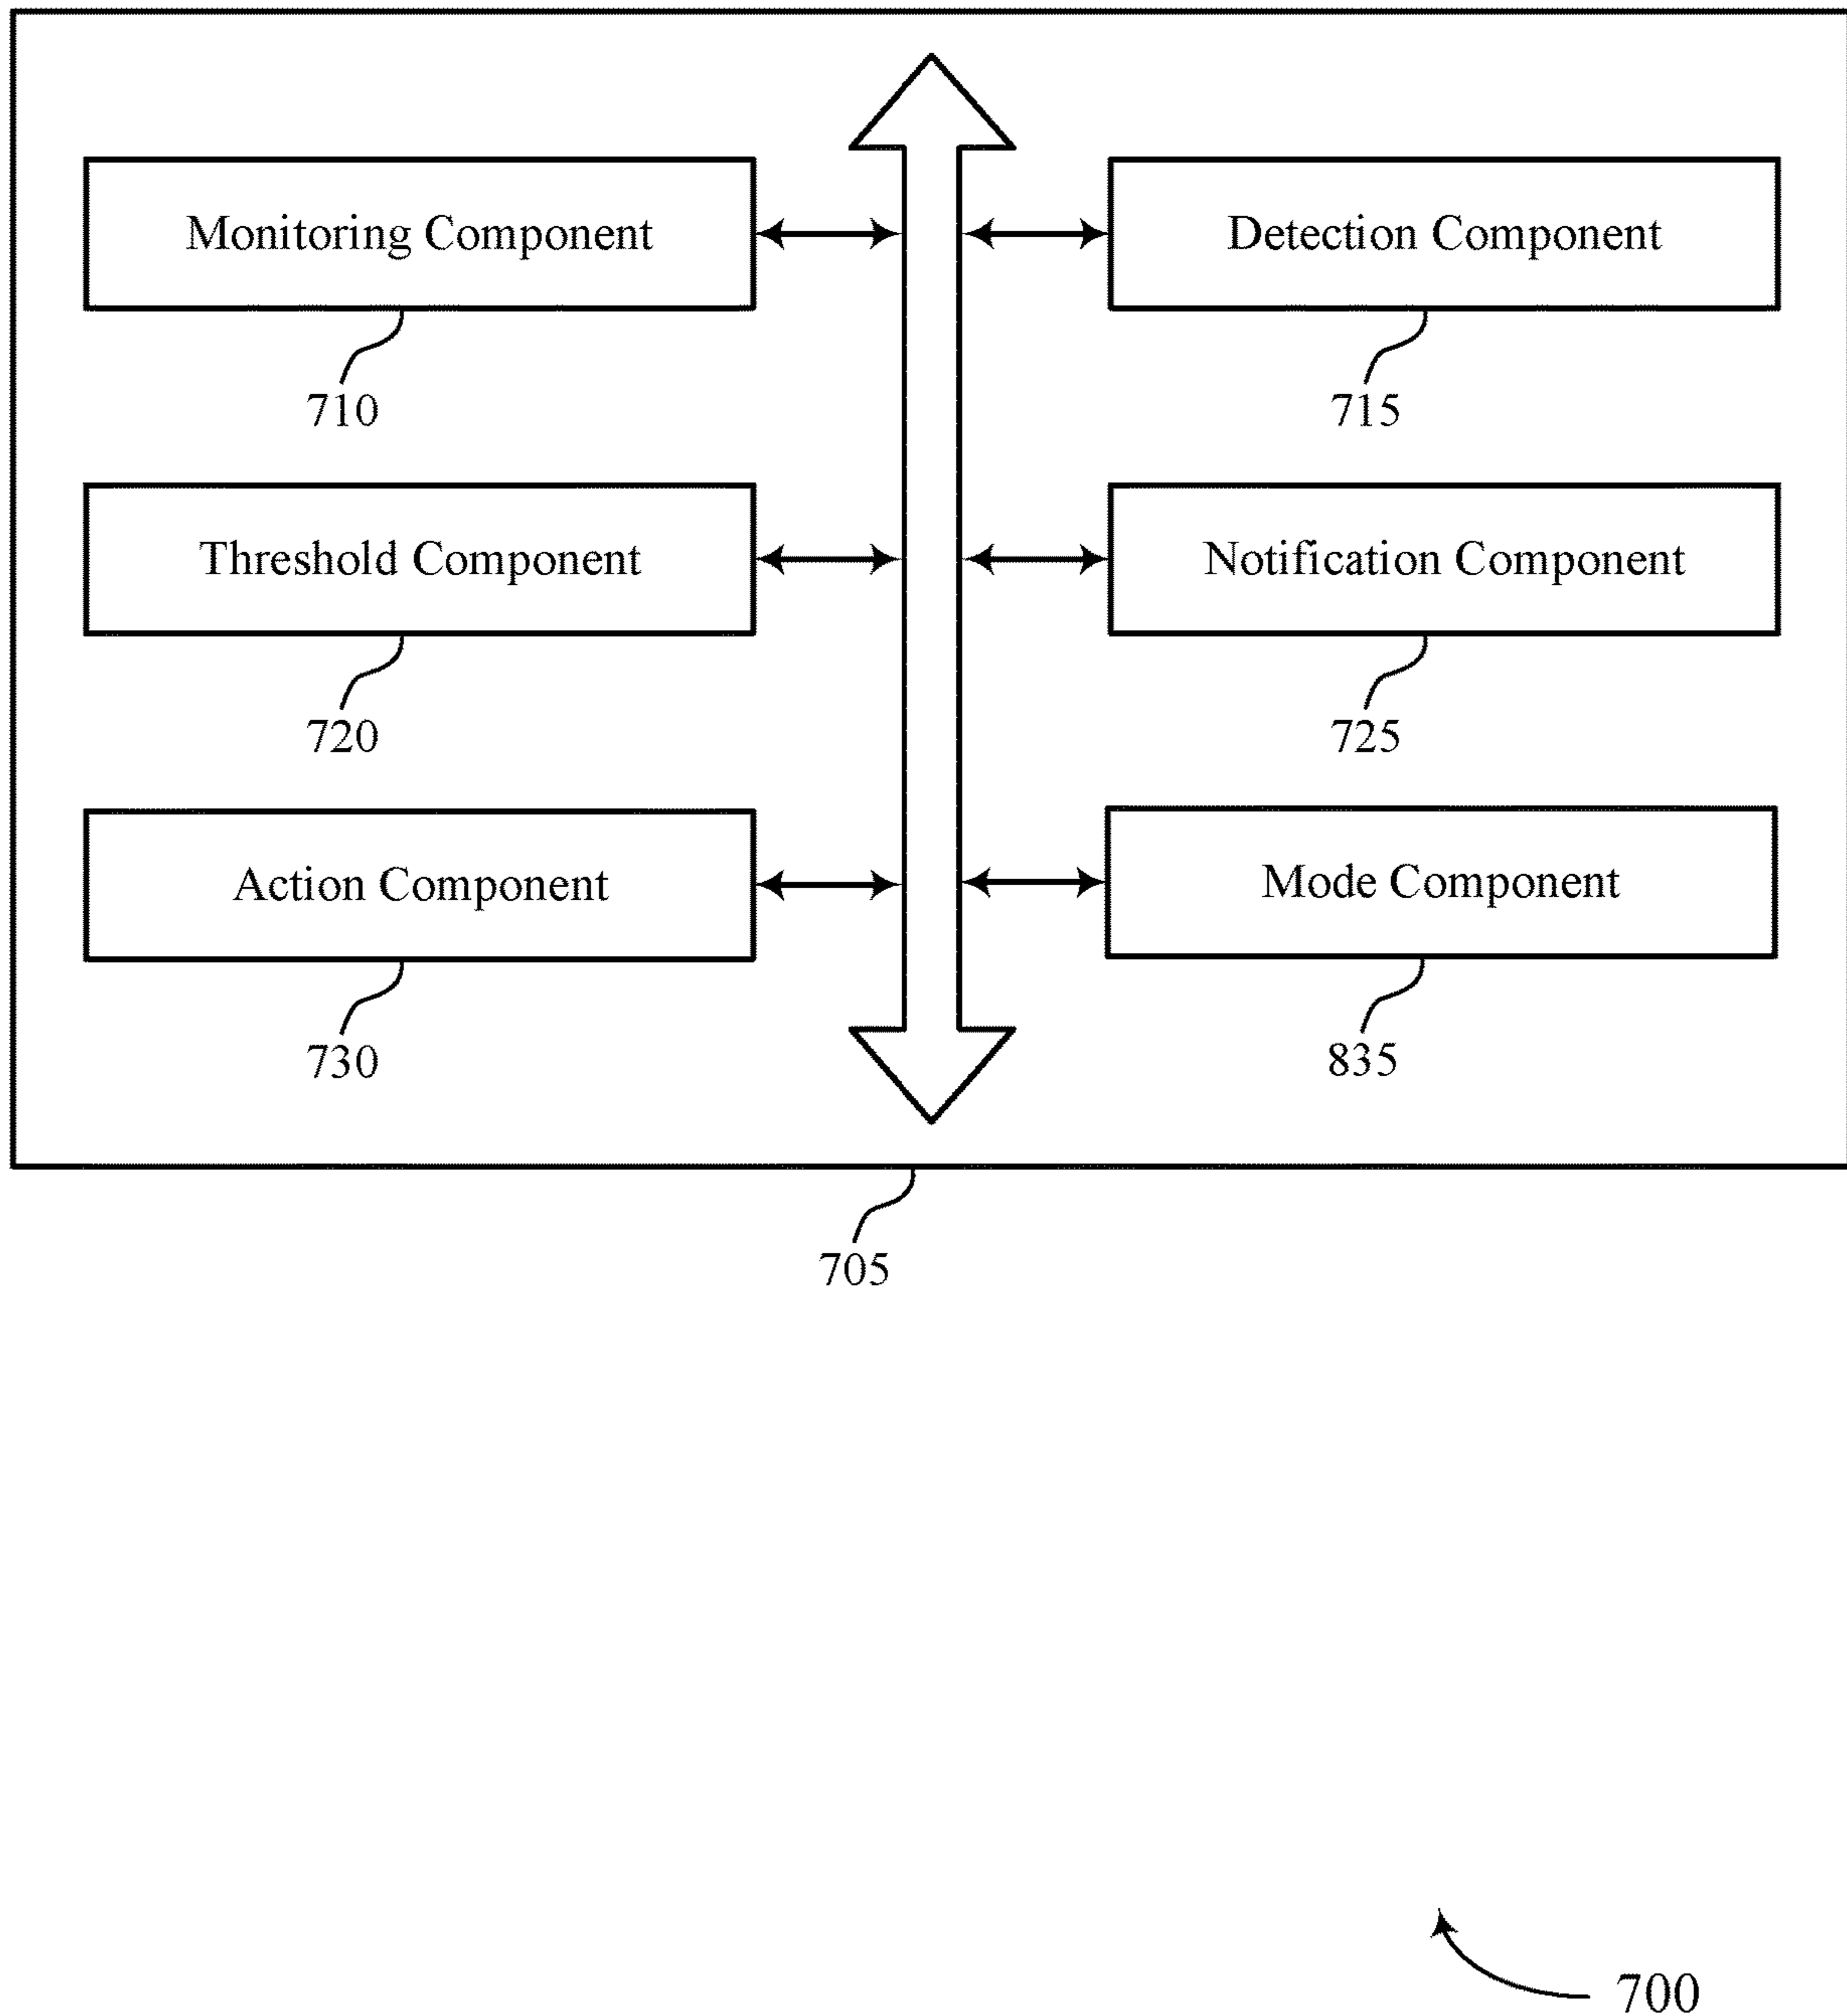 Monitoring Component
Detection Component
710
715
Threshold Component
Notification Component
720
725
Action Component
Mode Component
730
835
705
700